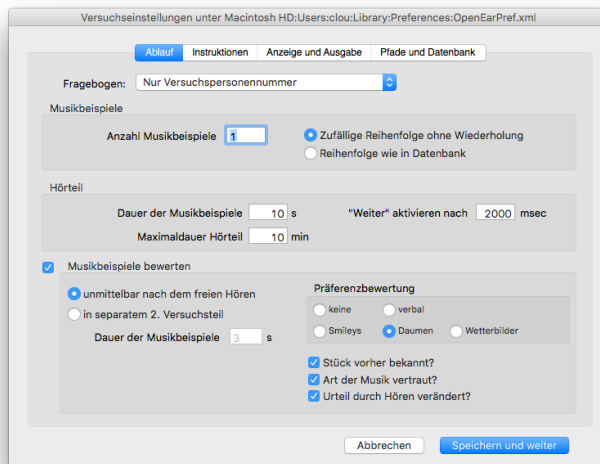 Versuchseinstellungen unter Macintosh HD:Users:clou:Library:Preferences:OpenEarPref.xml
Ablauf Instruktionen Anzeige und Ausgabe Pfade und Datenbank
Fragebogen: Nur Versuchspersonennummer
Musikbeispiele
Anzahl Musikbeispiele 1
Zufällige Reihenfolge ohne Wiederholung
Reihenfolge wie in Datenbank
Hörteil
Dauer der Musikbeispiele 10 s "Weiter" aktivieren nach 2000 msec
Maximaldauer Hörteil 10 min
Musikbeispiele bewerten
unmittelbar nach dem freien Hören
in separatem 2. Versuchsteil
Dauer der Musikbeispiele 3 s
Präferenzbewertung
keine verbal
Smileys Daumen Wetterbilder
Stück vorher bekannt?
Art der Musik vertraut?
Urteil durch Hören verändert?
Abbrechen Speichern und weiter